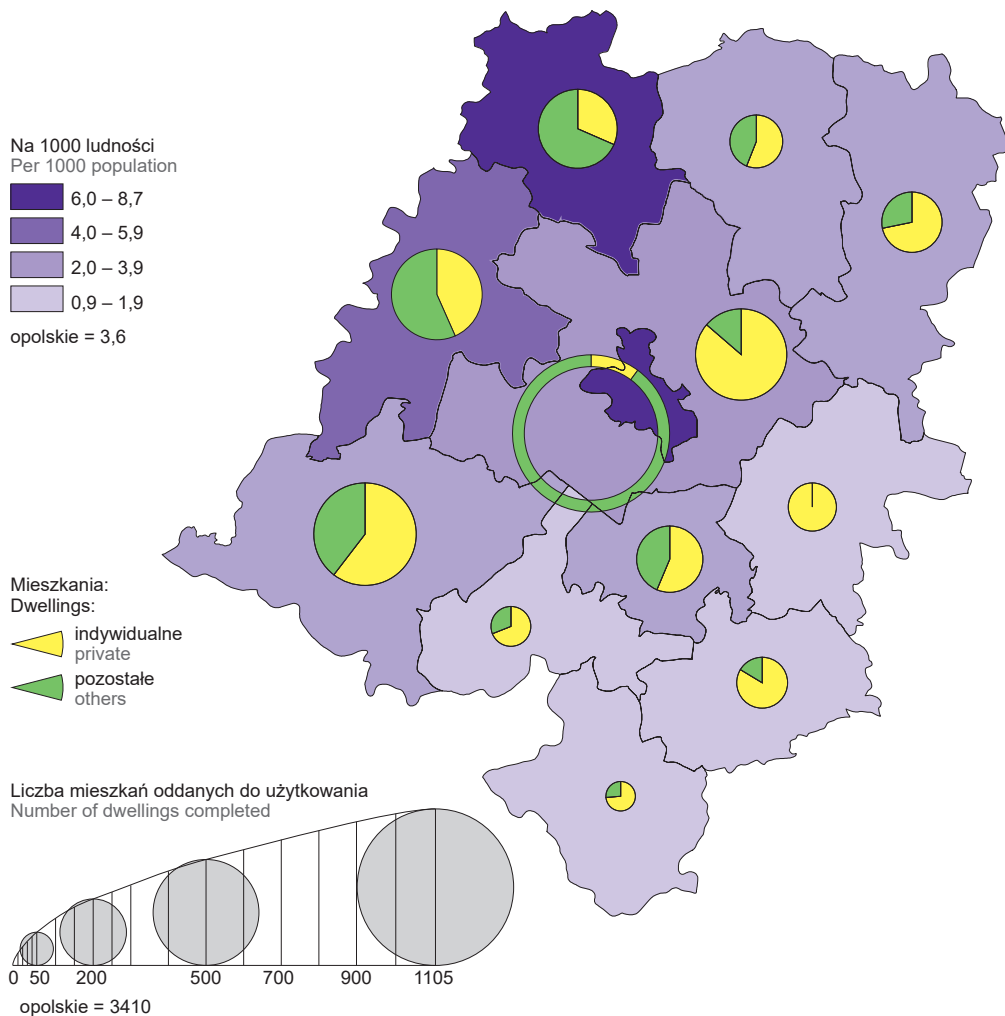 Na 1000 ludności
Per 1000 population
6,0 – 8,7
4,0 – 5,9
2,0 – 3,9
0,9 – 1,9
opolskie = 3,6
Mieszkania:
Dwellings:
indywidualne
private
pozostałe
others
Liczba mieszkań oddanych do użytkowania
Number of dwellings completed
0 50 200 500 700 900 1105
opolskie = 3410